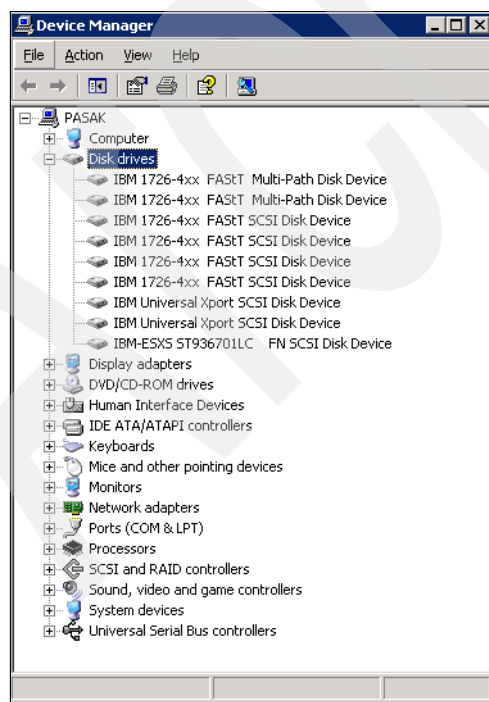 Device Manager
File Action View Help
PASAK
Computer
Disk drives
IBM 1726-4xx FAStT Multi-Path Disk Device
IBM 1726-4xx FAStT Multi-Path Disk Device
IBM 1726-4xx FAStT SCSI Disk Device
IBM 1726-4xx FAStT SCSI Disk Device
IBM 1726-4xx FAStT SCSI Disk Device
IBM 1726-4xx FAStT SCSI Disk Device
IBM Universal Xport SCSI Disk Device
IBM Universal Xport SCSI Disk Device
IBM-ESXS ST936701LC FN SCSI Disk Device
Display adapters
DVD/CD-ROM drives
Human Interface Devices
IDE ATA/ATAPI controllers
Keyboards
Mice and other pointing devices
Monitors
Network adapters
Ports (COM & LPT)
Processors
SCSI and RAID controllers
Sound, video and game controllers
System devices
Universal Serial Bus controllers